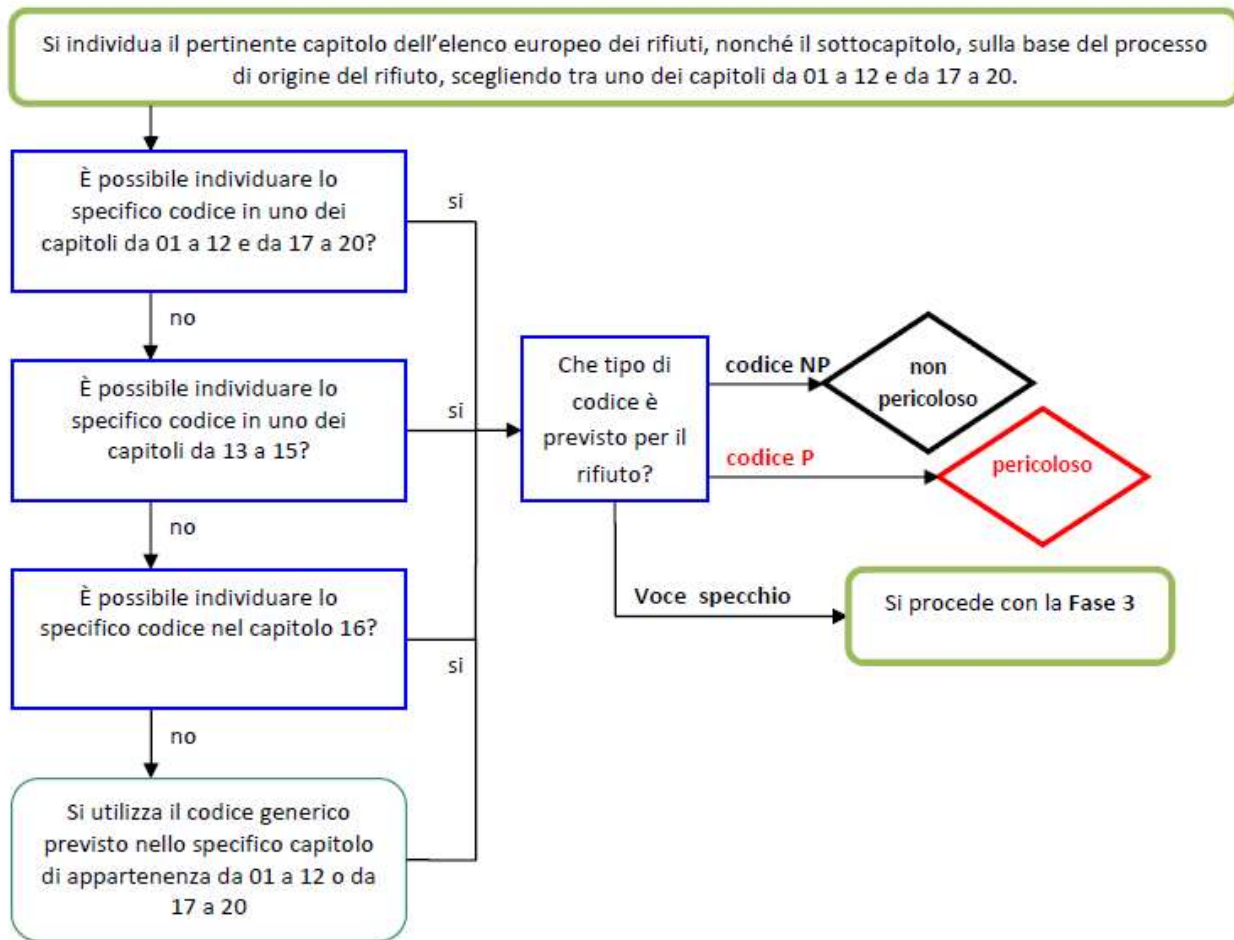 Si individua il pertinente capitolo dell’elenco europeo dei rifiuti, nonché il sottocapitolo, sulla base del processo
di origine del rifiuto, scegliendo tra uno dei capitoli da 01 a 12 e da 17 a 20.
È possibile individuare lo
specifico codice in uno dei
capitoli da 01 a 12 e da 17 a 20?
si
no
È possibile individuare lo
specifico codice in uno dei
capitoli da 13 a 15?
si
no
È possibile individuare lo
specifico codice nel capitolo 16?
si
no
Si utilizza il codice generico
previsto nello specifico capitolo
di appartenenza da 01 a 12 o da
17 a 20
Che tipo di
codice è
previsto per il
rifiuto?
codice NP
non
pericoloso
codice P
pericoloso
Voce specchio
Si procede con la Fase 3